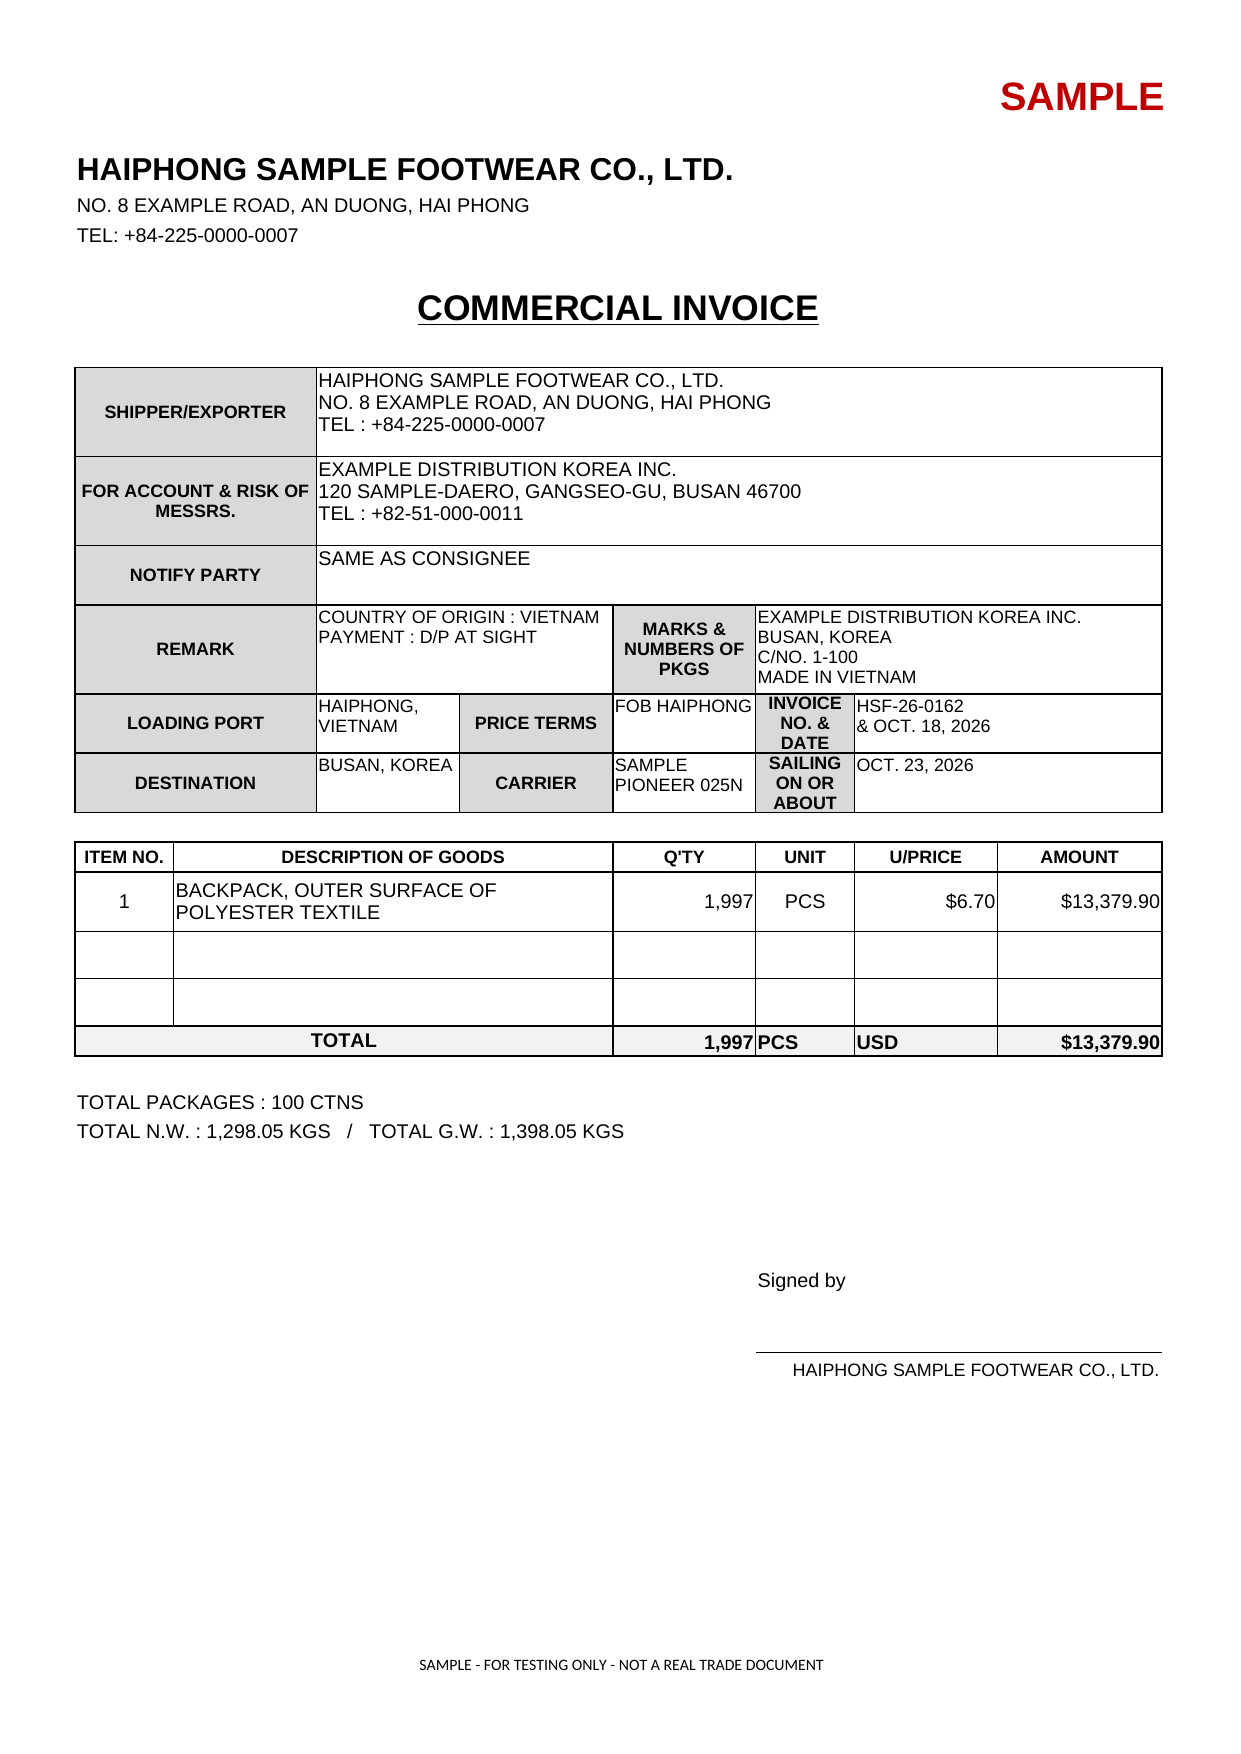 SAMPLE
HAIPHONG SAMPLE FOOTWEAR CO., LTD.
NO. 8 EXAMPLE ROAD, AN DUONG, HAI PHONG
TEL: +84-225-0000-0007
COMMERCIAL INVOICE
SHIPPER/EXPORTER
HAIPHONG SAMPLE FOOTWEAR CO., LTD.
NO. 8 EXAMPLE ROAD, AN DUONG, HAI PHONG
TEL : +84-225-0000-0007
FOR ACCOUNT & RISK OF
MESSRS.
EXAMPLE DISTRIBUTION KOREA INC.
120 SAMPLE-DAERO, GANGSEO-GU, BUSAN 46700
TEL : +82-51-000-0011
NOTIFY PARTY
SAME AS CONSIGNEE
REMARK
COUNTRY OF ORIGIN : VIETNAM
PAYMENT : D/P AT SIGHT
MARKS &
NUMBERS OF
PKGS
EXAMPLE DISTRIBUTION KOREA INC.
BUSAN, KOREA
C/NO. 1-100
MADE IN VIETNAM
LOADING PORT
HAIPHONG,
VIETNAM
PRICE TERMS
FOB HAIPHONG
INVOICE
NO. &
DATE
HSF-26-0162
& OCT. 18, 2026
DESTINATION
BUSAN, KOREA
CARRIER
SAMPLE
PIONEER 025N
SAILING
ON OR
ABOUT
OCT. 23, 2026
ITEM NO. DESCRIPTION OF GOODS Q'TY UNIT U/PRICE AMOUNT
1 BACKPACK, OUTER SURFACE OF
POLYESTER TEXTILE 1,997 PCS $6.70 $13,379.90
TOTAL 1,997 PCS USD $13,379.90
TOTAL PACKAGES : 100 CTNS
TOTAL N.W. : 1,298.05 KGS / TOTAL G.W. : 1,398.05 KGS
Signed by
HAIPHONG SAMPLE FOOTWEAR CO., LTD.
SAMPLE - FOR TESTING ONLY - NOT A REAL TRADE DOCUMENT